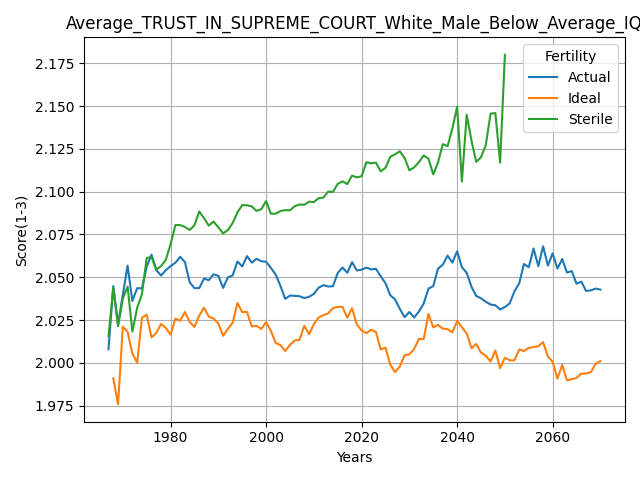 Average_TRUST_IN_SUPREME_COURT_White_Male_Below_Average_IQ
Fertility
Actual
Ideal
Sterile
2.175
2.150
2.125
2.100
2.075
2.050
2.025
2.000
1.975
Score(1-3)
1980
2000
2020
2040
2060
Years